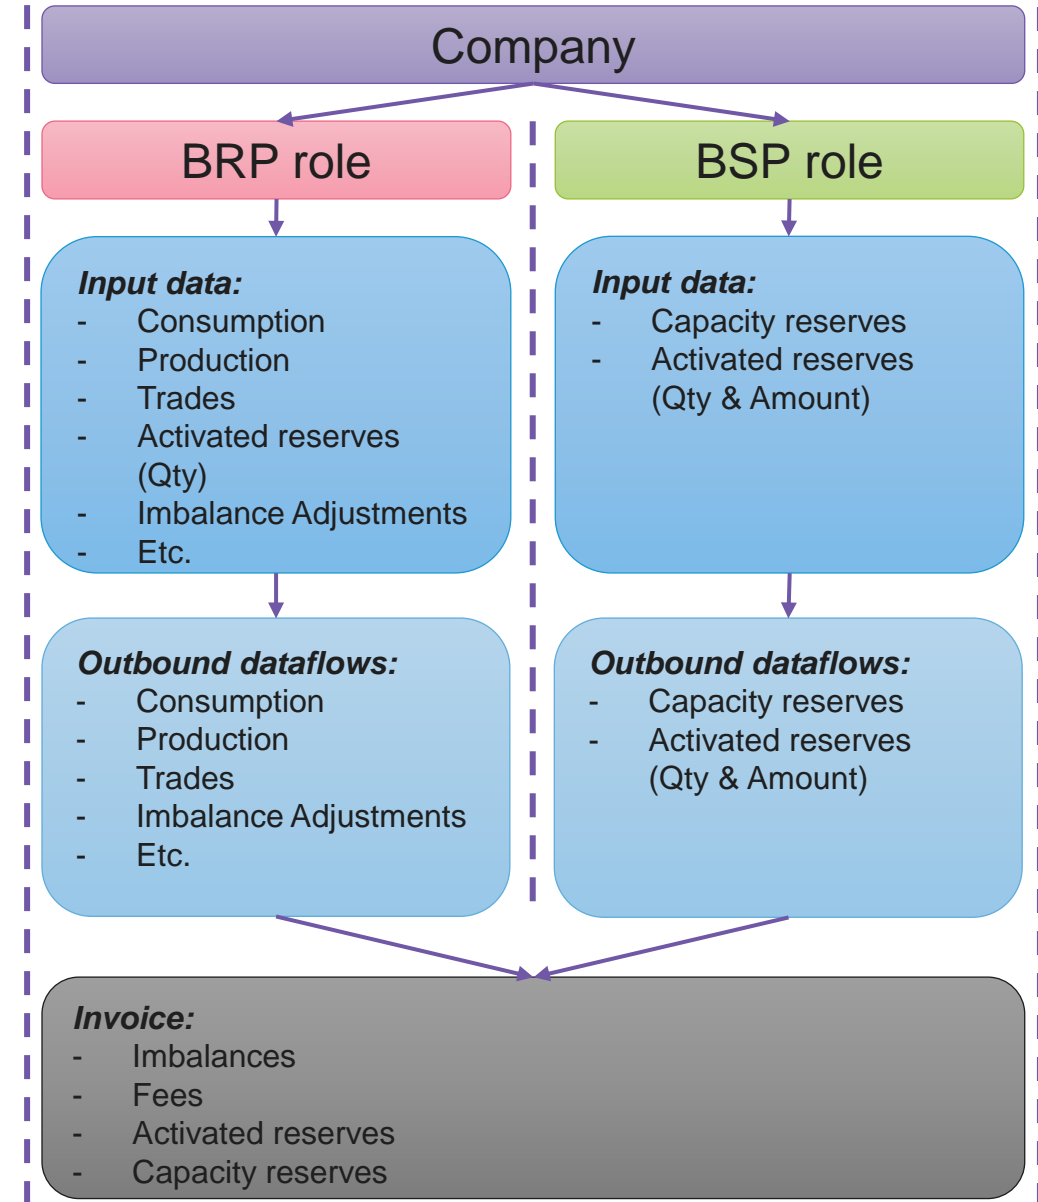 Company
BRP role
Input data:
- Consumption
- Production
- Trades
- Activated reserves
(Qty)
- Imbalance Adjustments
- Etc.
Outbound dataflows:
- Consumption
- Production
- Trades
- Imbalance Adjustments
- Etc.
BSP role
Input data:
- Capacity reserves
- Activated reserves
(Qty & Amount)
Outbound dataflows:
- Capacity reserves
- Activated reserves
(Qty & Amount)
Invoice:
- Imbalances
- Fees
- Activated reserves
- Capacity reserves